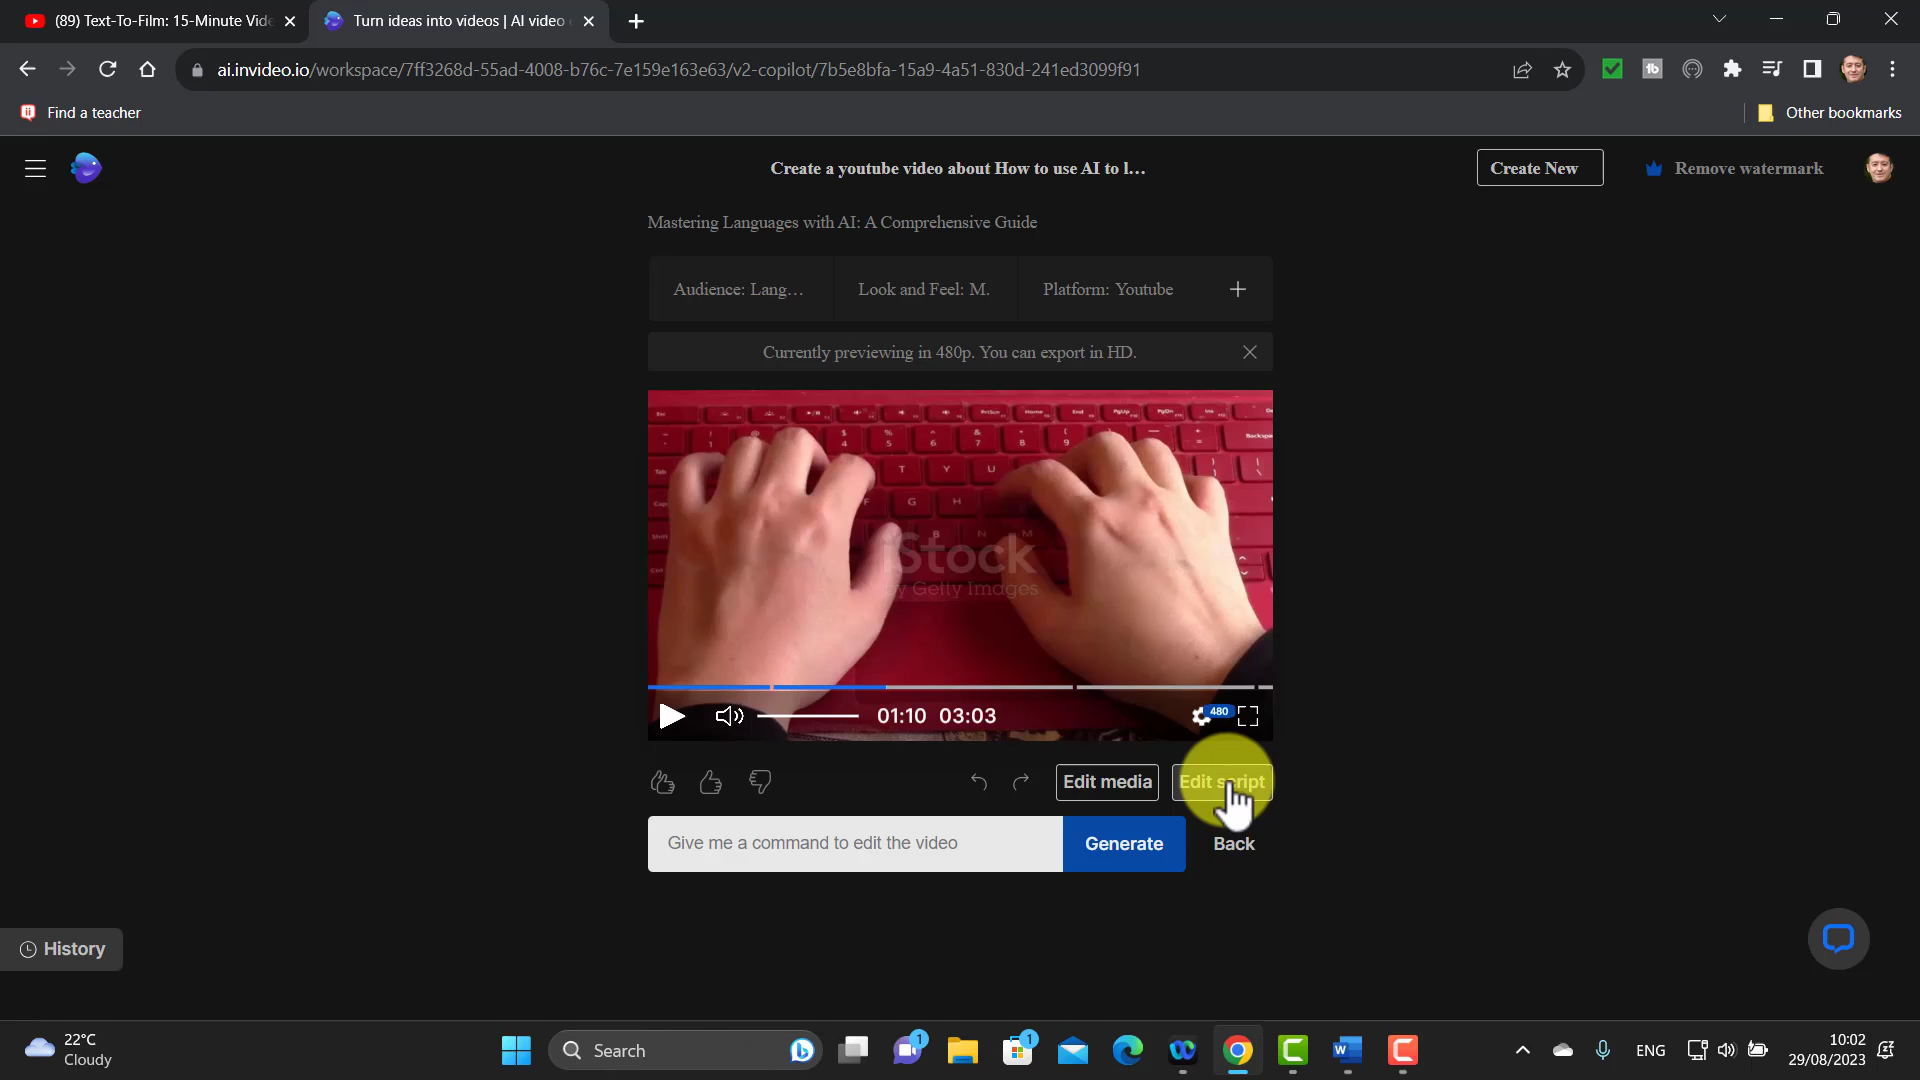 (89) Text-To-Film: 15-Minute Vide
Turn ideas into videos | AI video
ai.invideo.io/workspace/7ff3268d-55ad-4008-b76c-7e159e163e63/v2-copilot/7b5e8bfa-15a9-4a51-830d-241ed3099f91
Find a teacher
Other bookmarks
Create a youtube video about How to use AI to l...
Create New
Remove watermark
Mastering Languages with AI: A Comprehensive Guide
Audience: Lang...
Look and Feel: M.
Platform: Youtube
Currently previewing in 480p. You can export in HD.
iStock
by Getty Images
01:10 03:03
480
Edit media
Edit script
Give me a command to edit the video
Generate
Back
History
22°C
Cloudy
Search
1
1
ENG
10:02
29/08/2023